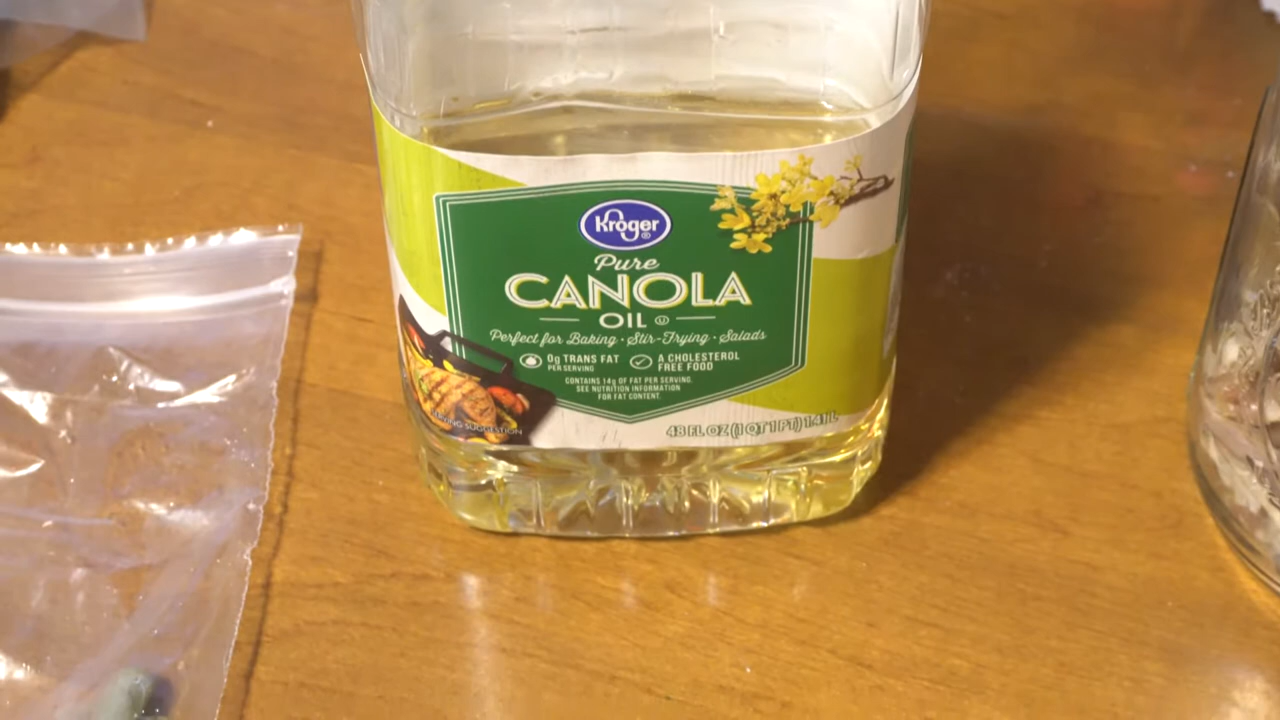 Kroger®
Pure
CANOLA
OIL Ⓤ
Perfect for Baking · Stir-Frying · Salads
0g TRANS FAT
PER SERVING
A CHOLESTEROL
FREE FOOD
CONTAINS 14g OF FAT PER SERVING.
SEE NUTRITION INFORMATION
FOR FAT CONTENT.
SERVING SUGGESTION
48 FL OZ (1 QT 1 PT) 1.41 L